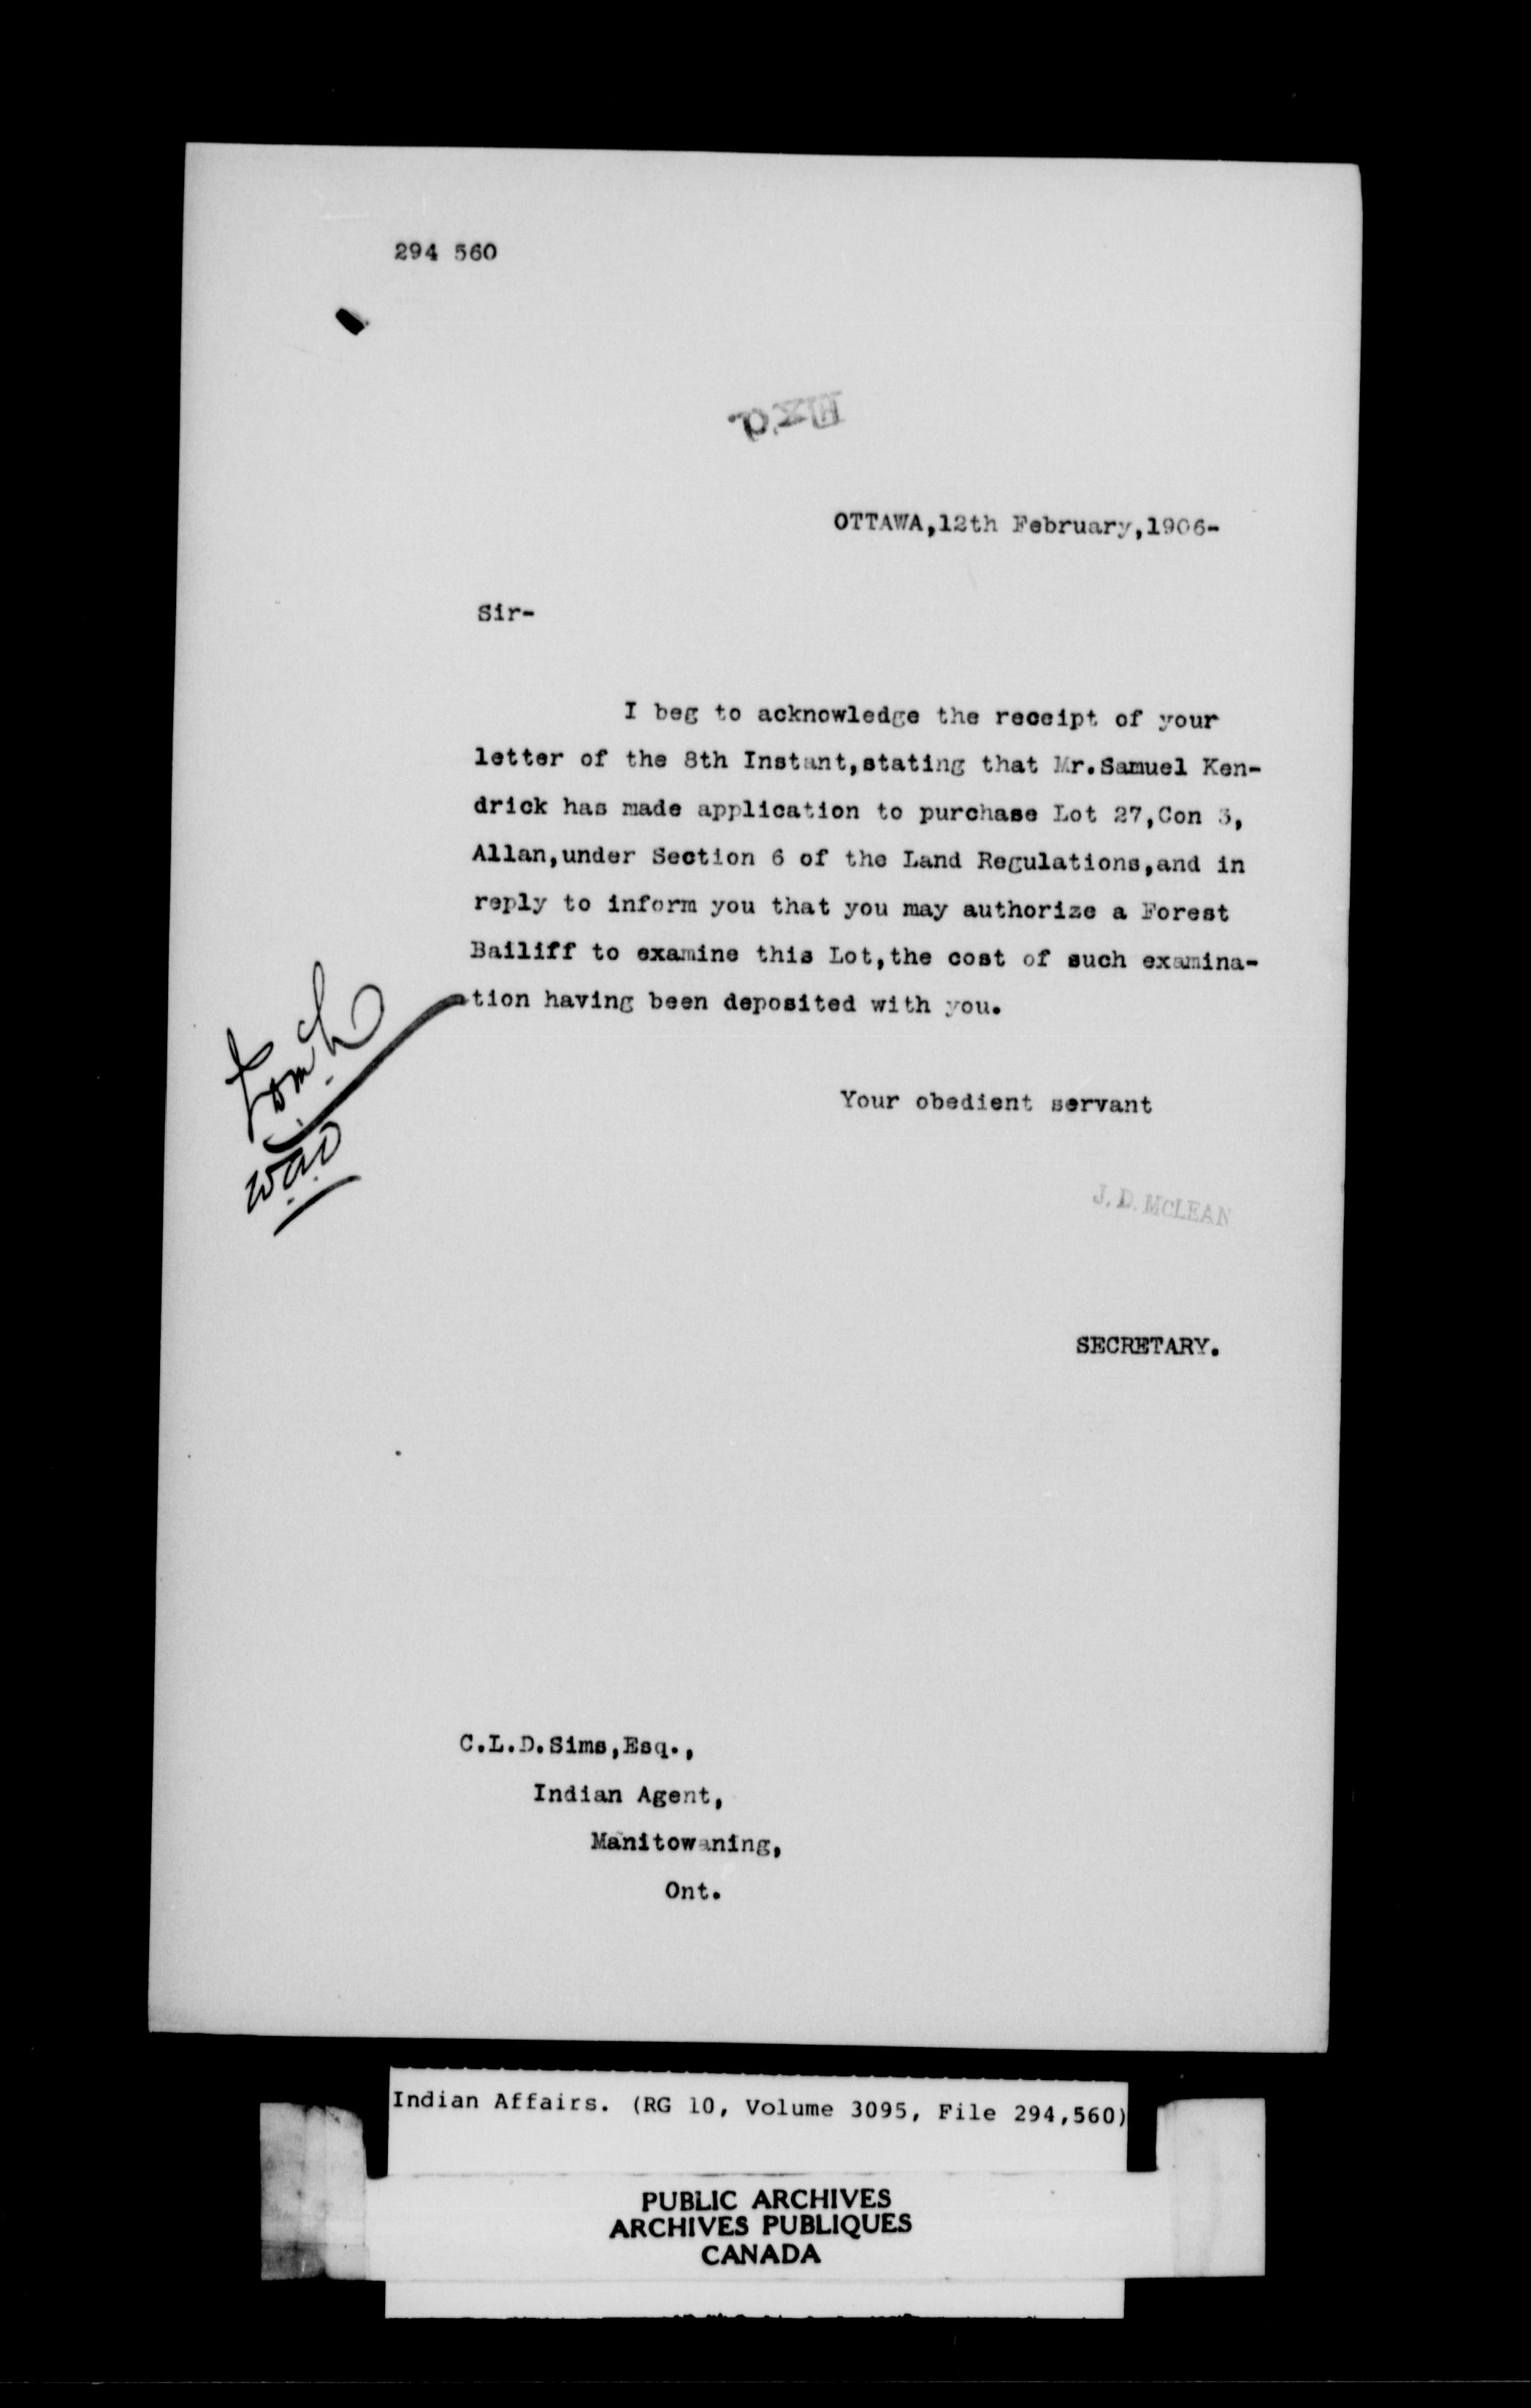 294 560
Ex'd.
OTTAWA,12th February,1906-
Sir-
I beg to acknowledge the receipt of your
letter of the 8th Instant,stating that Mr.Samuel Ken-
drick has made application to purchase Lot 27,Con 3,
Allan,under Section 6 of the Land Regulations,and in
reply to inform you that you may authorize a Forest
Bailiff to examine this Lot,the cost of such examina-
tion having been deposited with you.
Your obedient servant
J. D. McLEAN
SECRETARY.
C.L.D.Sims,Esq.,
Indian Agent,
Manitowaning,
Ont.
Indian Affairs. (RG 10, Volume 3095, File 294,560)
PUBLIC ARCHIVES
ARCHIVES PUBLIQUES
CANADA